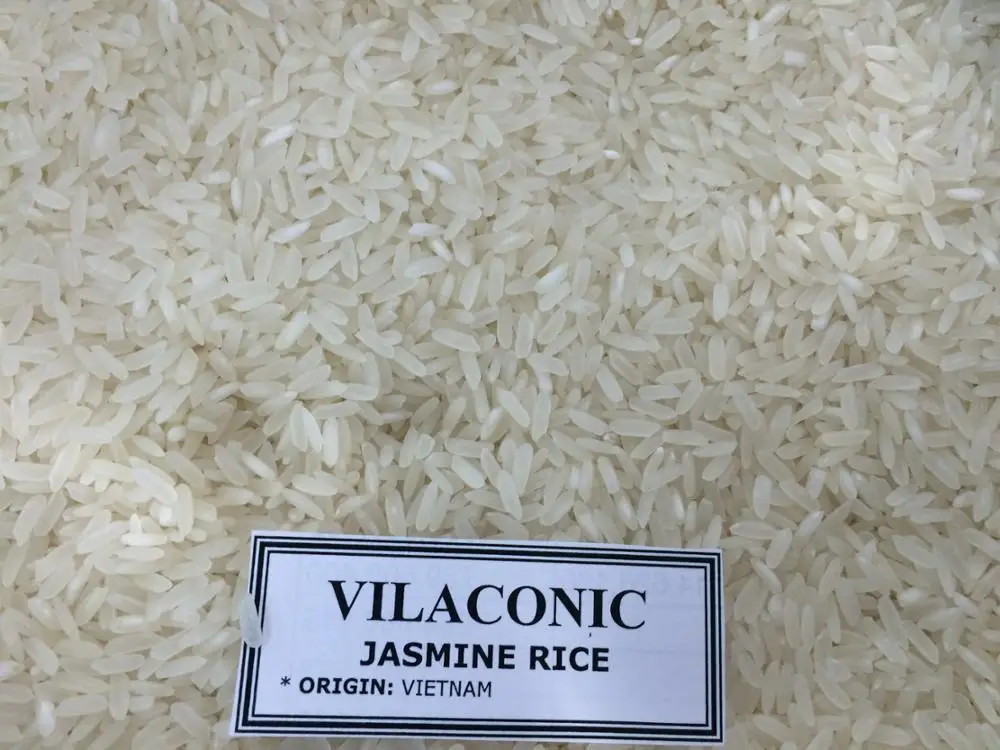 VILACONIC
JASMINE RICE
* ORIGIN: VIETNAM